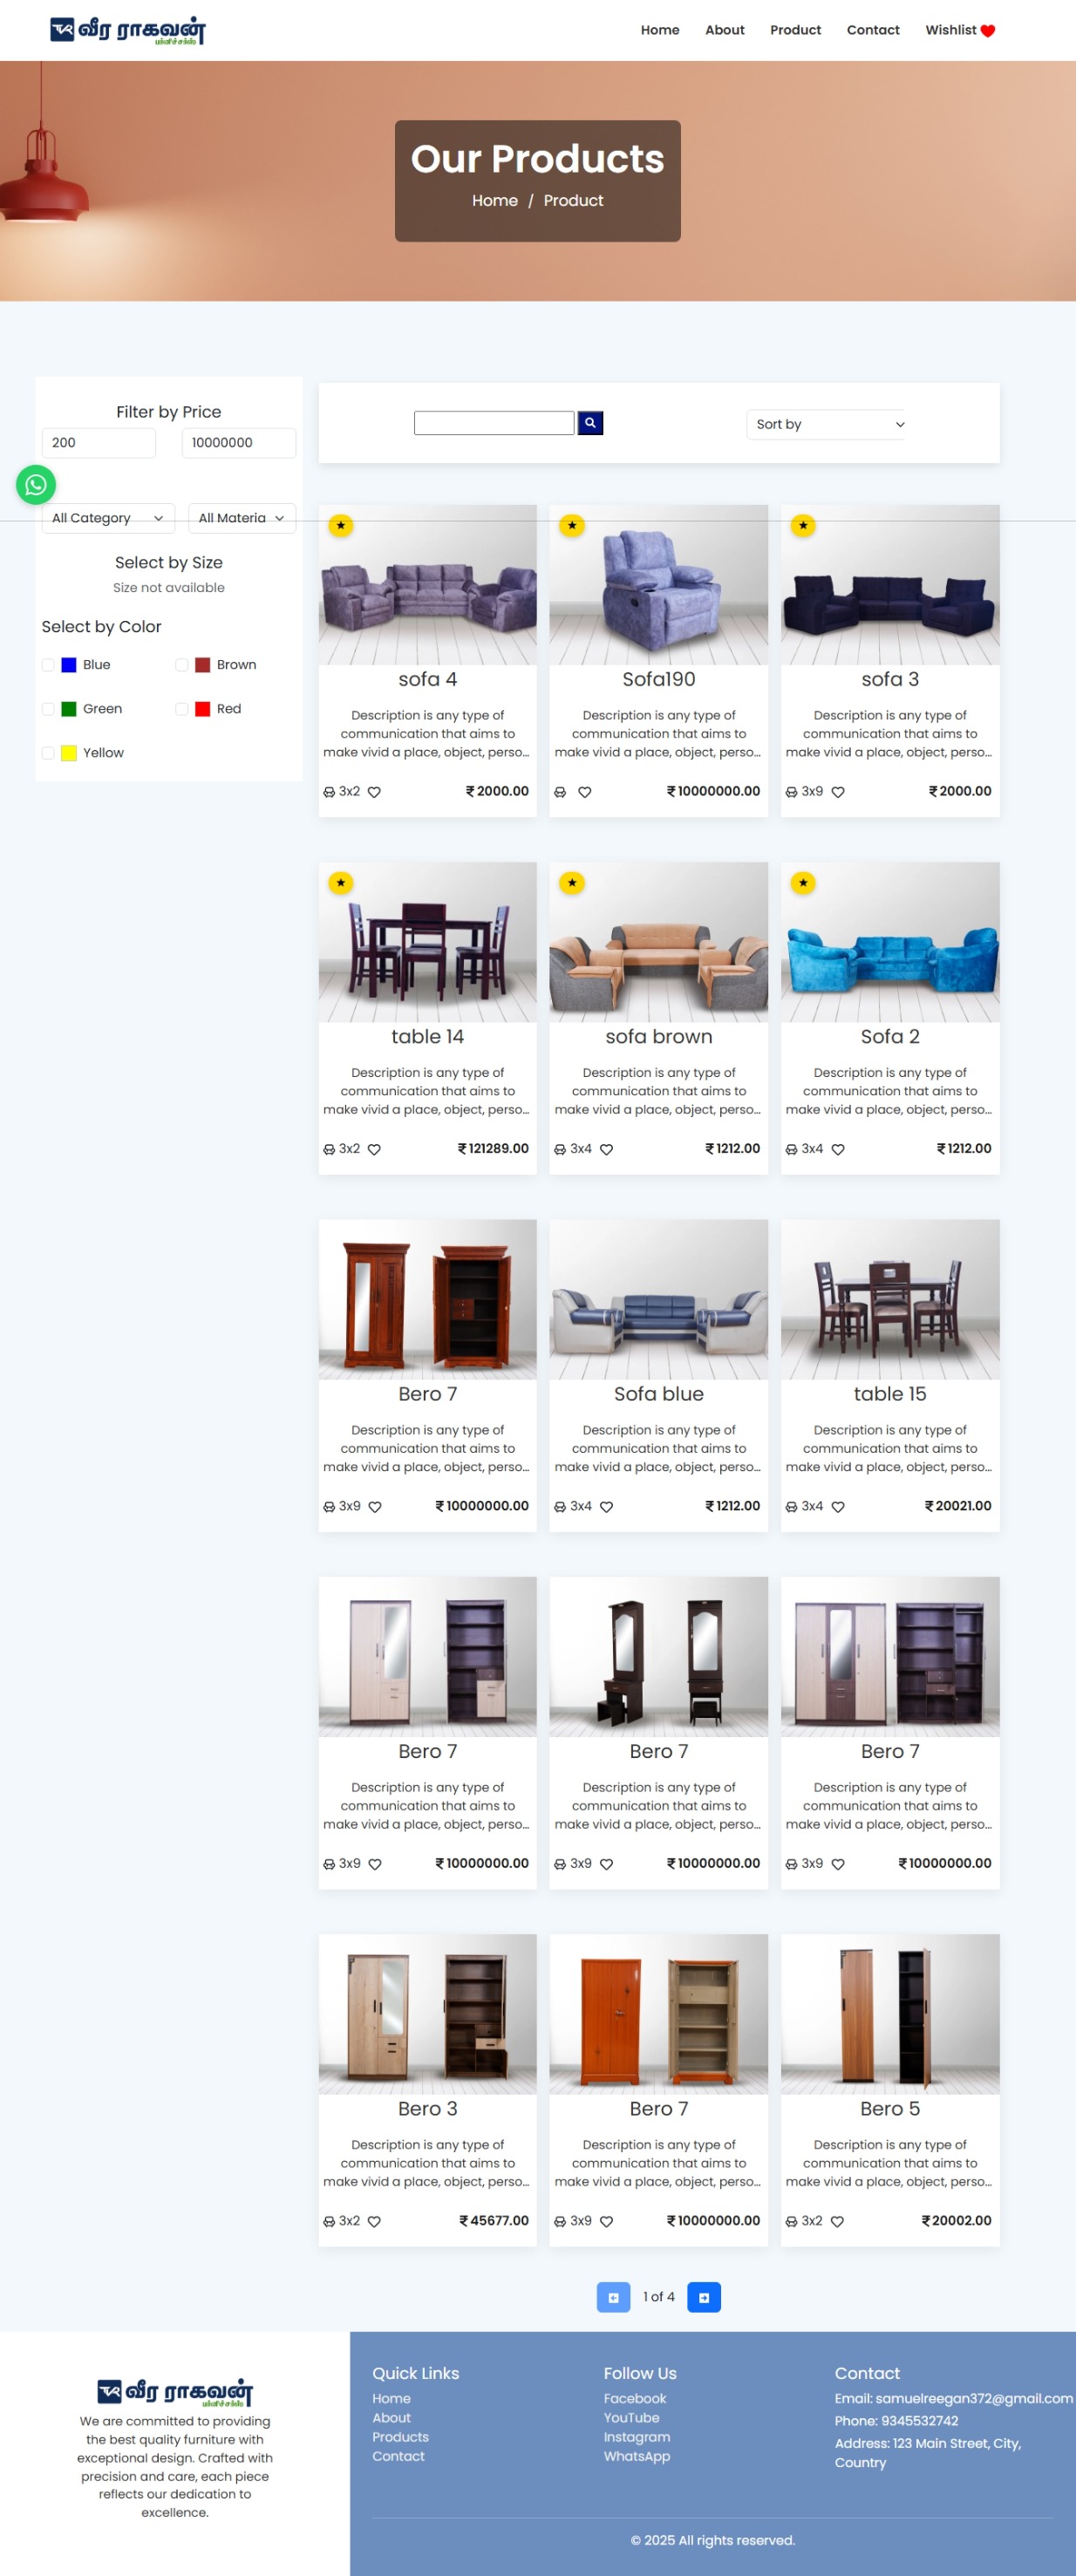 வீர ராகவன்
பர்னிச்சர்ஸ்
Home About Product Contact Wishlist
Our Products
Home / Product
Filter by Price
200 10000000
All Category All Materia
Select by Size
Size not available
Select by Color
Blue Brown
Green Red
Yellow
Sort by
sofa 4
Description is any type of
communication that aims to
make vivid a place, object, perso...
3x2 ₹ 2000.00
Sofa190
Description is any type of
communication that aims to
make vivid a place, object, perso...
₹ 10000000.00
sofa 3
Description is any type of
communication that aims to
make vivid a place, object, perso...
3x9 ₹ 2000.00
table 14
Description is any type of
communication that aims to
make vivid a place, object, perso...
3x2 ₹ 121289.00
sofa brown
Description is any type of
communication that aims to
make vivid a place, object, perso...
3x4 ₹ 1212.00
Sofa 2
Description is any type of
communication that aims to
make vivid a place, object, perso...
3x4 ₹ 1212.00
Bero 7
Description is any type of
communication that aims to
make vivid a place, object, perso...
3x9 ₹ 10000000.00
Sofa blue
Description is any type of
communication that aims to
make vivid a place, object, perso...
3x4 ₹ 1212.00
table 15
Description is any type of
communication that aims to
make vivid a place, object, perso...
3x4 ₹ 20021.00
Bero 7
Description is any type of
communication that aims to
make vivid a place, object, perso...
3x9 ₹ 10000000.00
Bero 7
Description is any type of
communication that aims to
make vivid a place, object, perso...
3x9 ₹ 10000000.00
Bero 7
Description is any type of
communication that aims to
make vivid a place, object, perso...
3x9 ₹ 10000000.00
Bero 3
Description is any type of
communication that aims to
make vivid a place, object, perso...
3x2 ₹ 45677.00
Bero 7
Description is any type of
communication that aims to
make vivid a place, object, perso...
3x9 ₹ 10000000.00
Bero 5
Description is any type of
communication that aims to
make vivid a place, object, perso...
3x2 ₹ 20002.00
1 of 4
வீர ராகவன்
பர்னிச்சர்ஸ்
We are committed to providing
the best quality furniture with
exceptional design. Crafted with
precision and care, each piece
reflects our dedication to
excellence.
Quick Links
Home
About
Products
Contact
Follow Us
Facebook
YouTube
Instagram
WhatsApp
Contact
Email: samuelreegan372@gmail.com
Phone: 9345532742
Address: 123 Main Street, City,
Country
© 2025 All rights reserved.